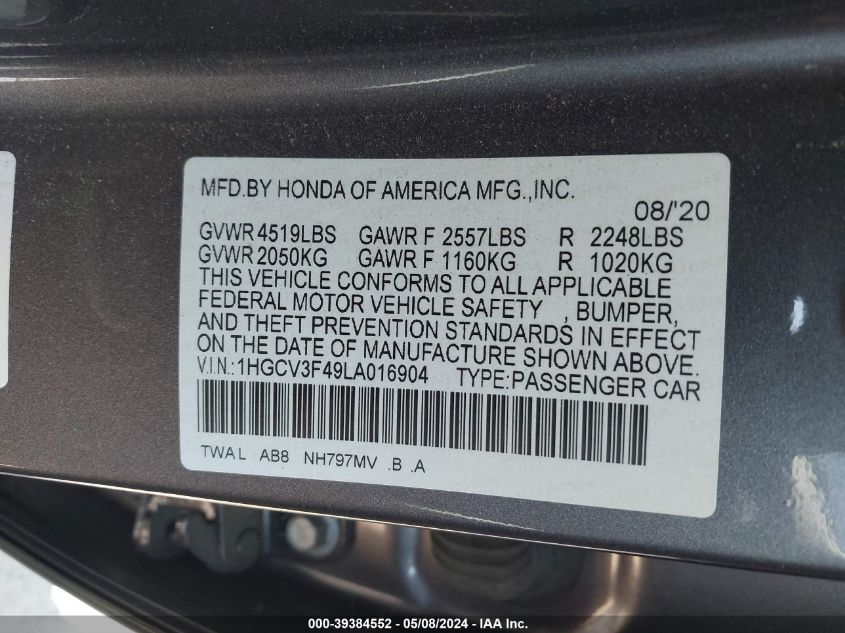 MFD.BY HONDA OF AMERICA MFG.,INC.
08/'20
GVWR 4519LBS GAWR F 2557LBS R 2248LBS
GVWR 2050KG GAWR F 1160KG R 1020KG
THIS VEHICLE CONFORMS TO ALL APPLICABLE
FEDERAL MOTOR VEHICLE SAFETY , BUMPER,
AND THEFT PREVENTION STANDARDS IN EFFECT
ON THE DATE OF MANUFACTURE SHOWN ABOVE.
V.I.N.:1HGCV3F49LA016904 TYPE:PASSENGER CAR
TWAL AB8 NH797MV .B .A
000-39384552 - 05/08/2024 - IAA Inc.